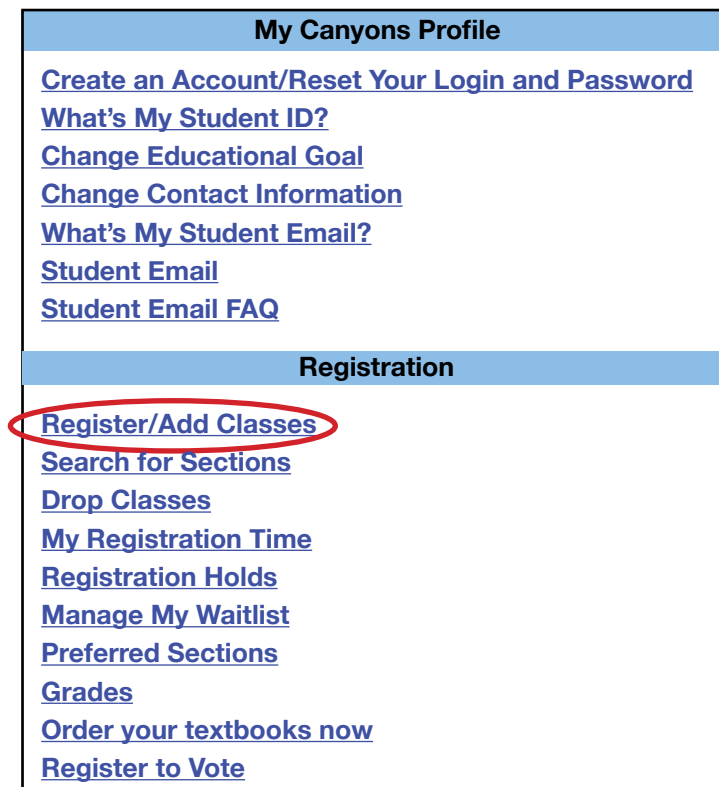 My Canyons Profile
Create an Account/Reset Your Login and Password
What's My Student ID?
Change Educational Goal
Change Contact Information
What's My Student Email?
Student Email
Student Email FAQ
Registration
Register/Add Classes
Search for Sections
Drop Classes
My Registration Time
Registration Holds
Manage My Waitlist
Preferred Sections
Grades
Order your textbooks now
Register to Vote